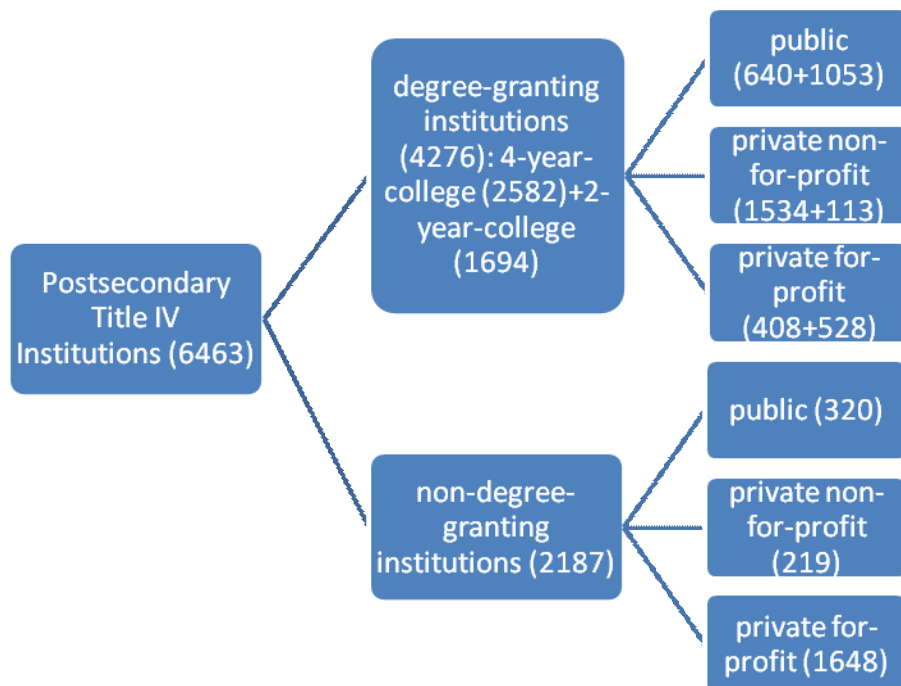 Postsecondary
Title IV
Institutions (6463)
degree-granting
institutions
(4276): 4-year-
college (2582)+2-
year-college
(1694)
public
(640+1053)
private non-
for-profit
(1534+113)
private for-
profit
(408+528)
non-degree-
granting
institutions (2187)
public (320)
private non-
for-profit
(219)
private for-
profit (1648)